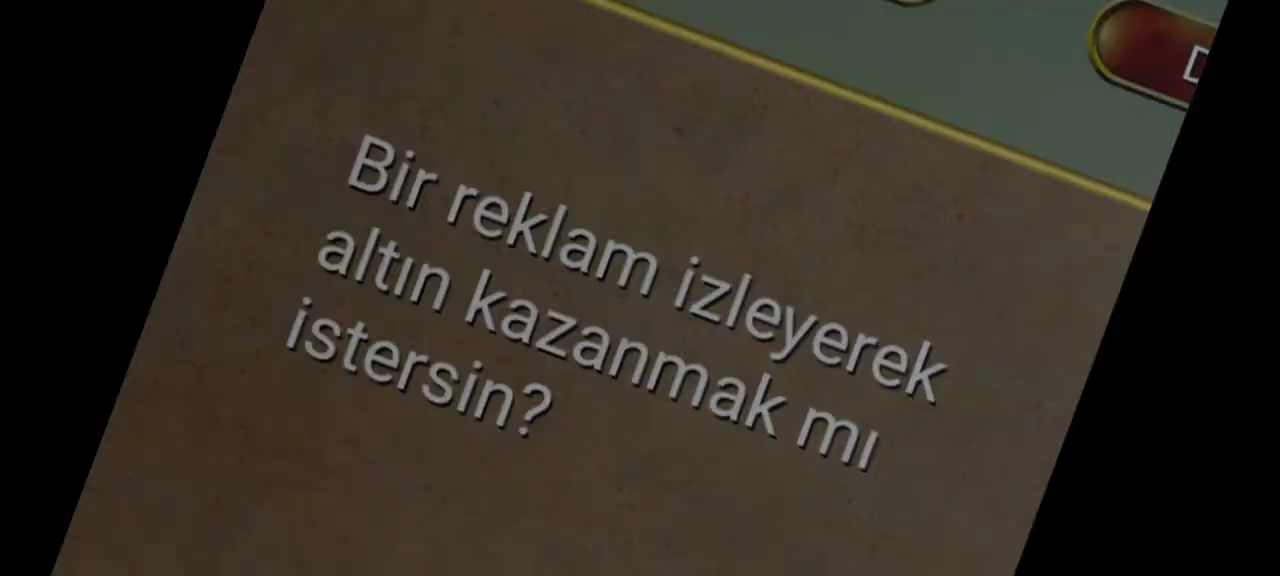 Bir reklam izleyerek
altın kazanmak mı
istersin?